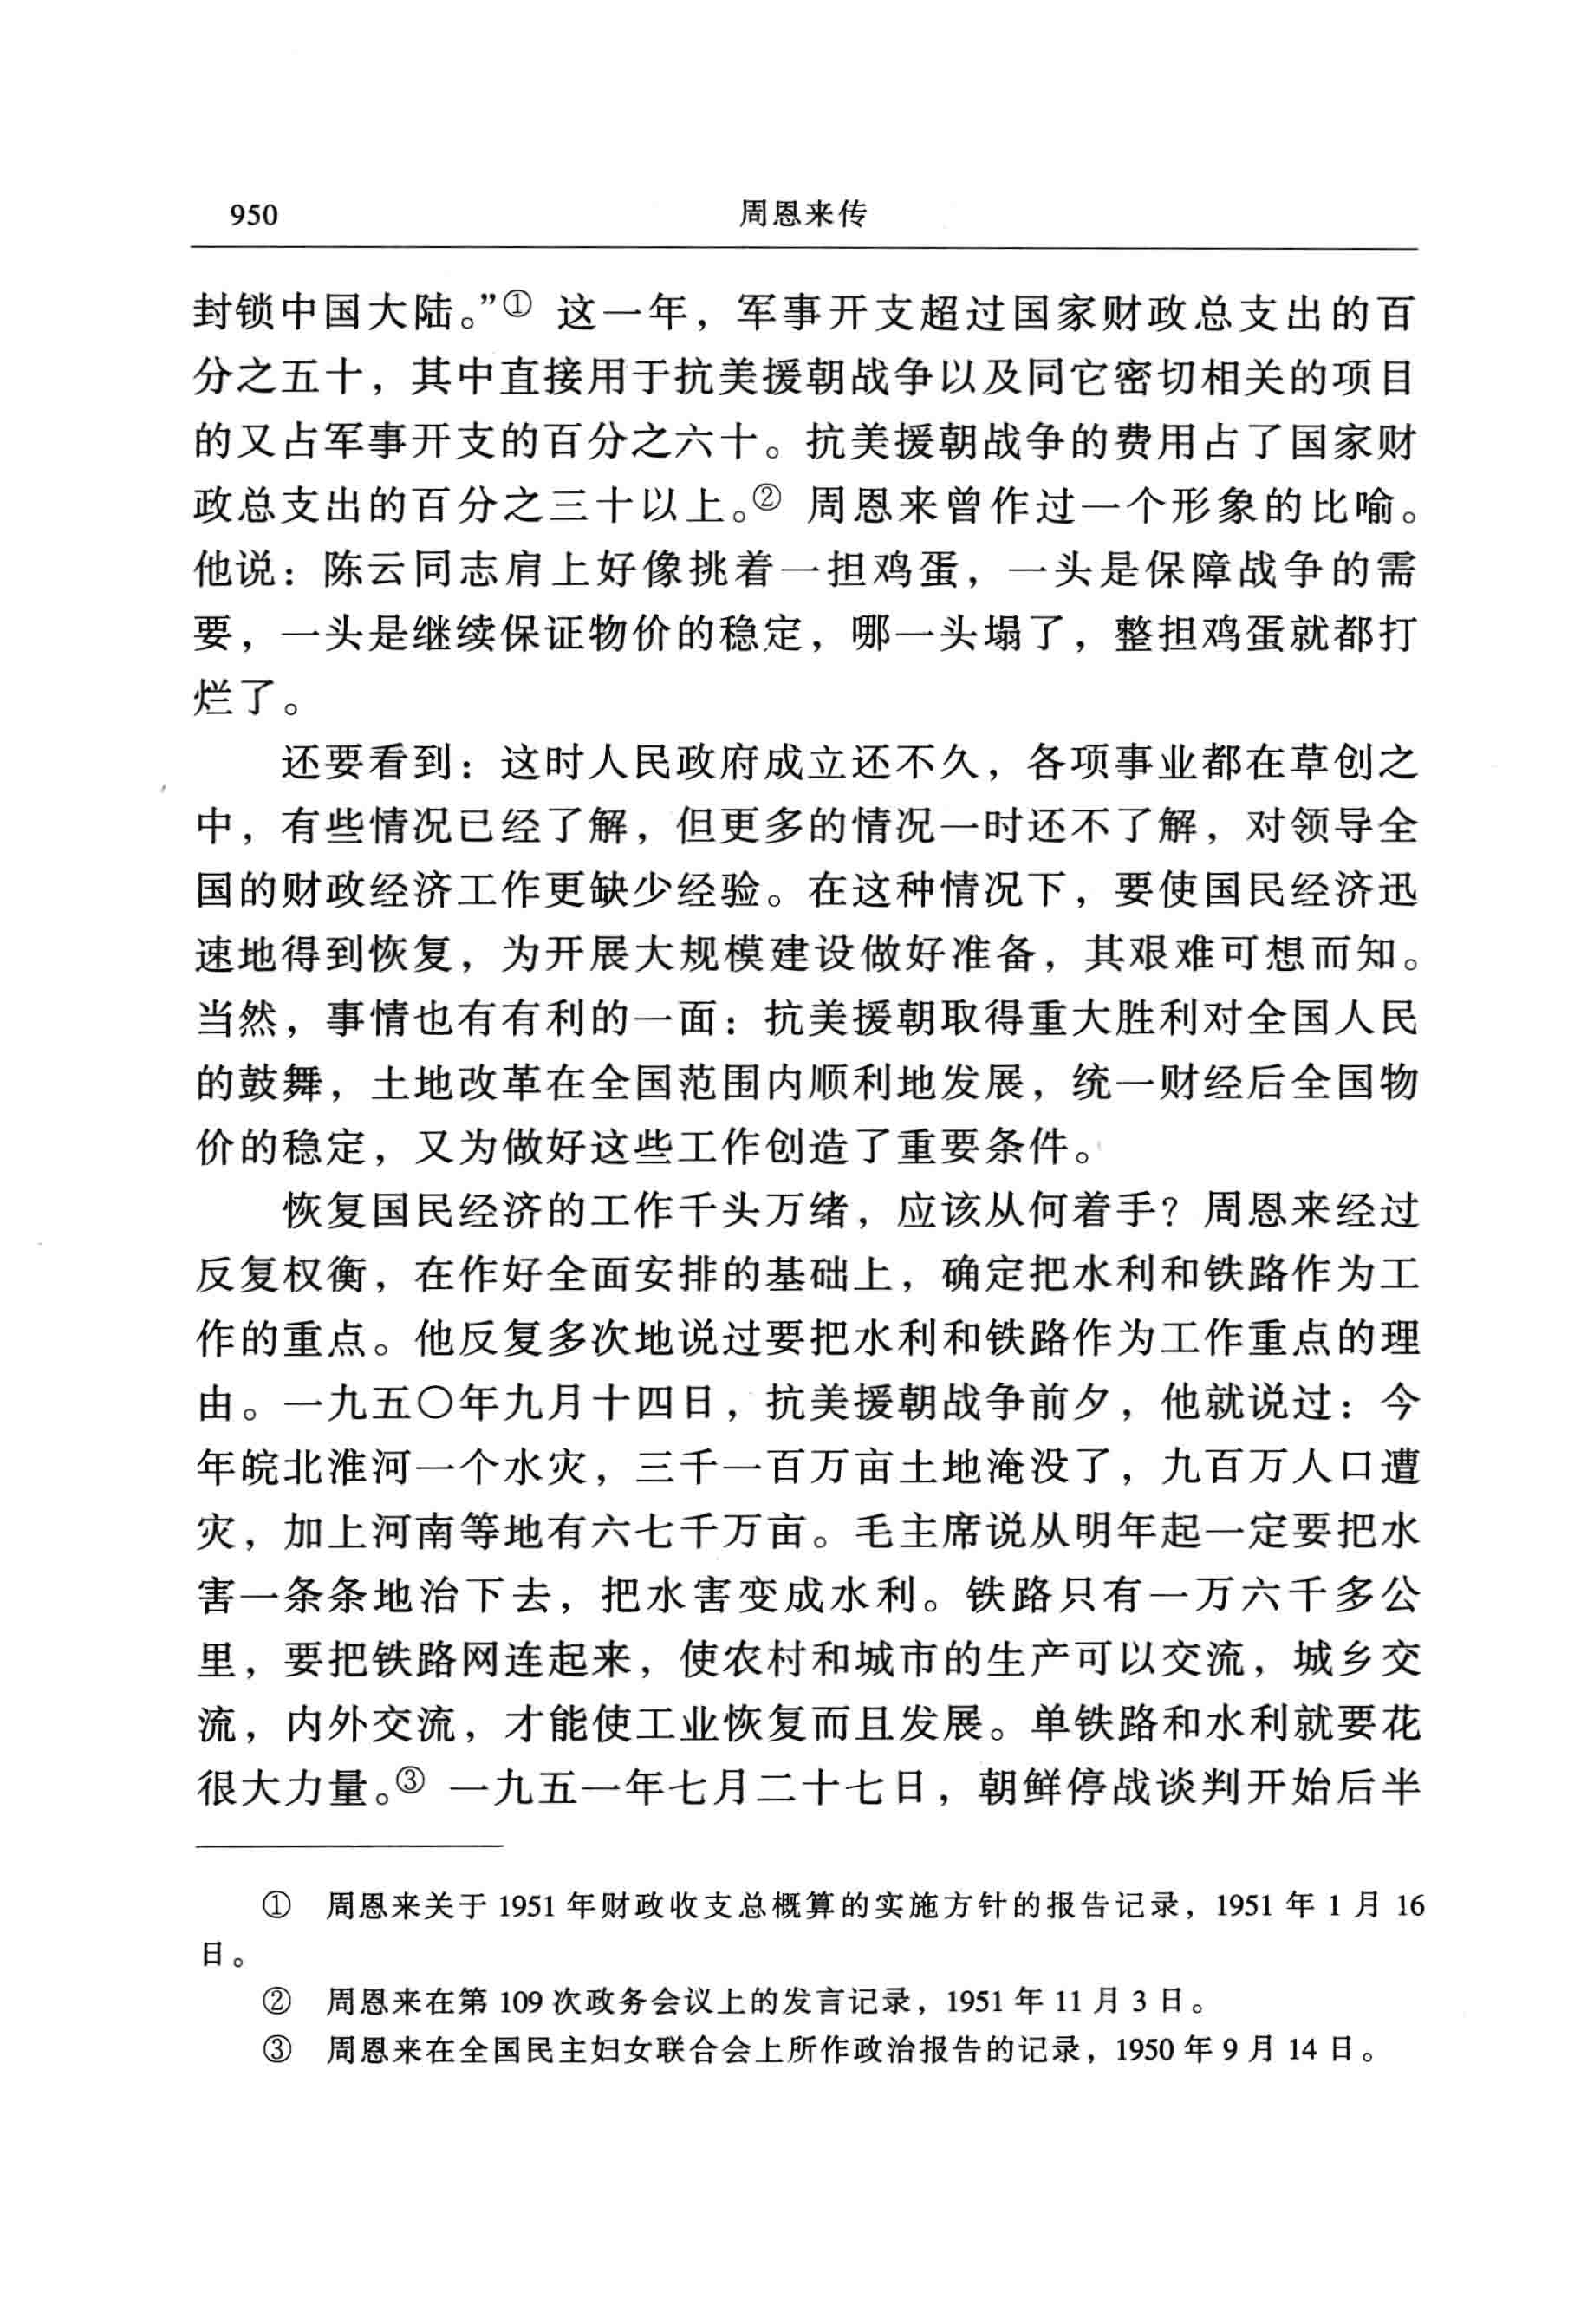 950 周恩来传
封锁中国大陆。”① 这一年，军事开支超过国家财政总支出的百
分之五十，其中直接用于抗美援朝战争以及同它密切相关的项目
的又占军事开支的百分之六十。抗美援朝战争的费用占了国家财
政总支出的百分之三十以上。② 周恩来曾作过一个形象的比喻。
他说：陈云同志肩上好像挑着一担鸡蛋，一头是保障战争的需
要，一头是继续保证物价的稳定，哪一头塌了，整担鸡蛋就都打
烂了。
还要看到：这时人民政府成立还不久，各项事业都在草创之
中，有些情况已经了解，但更多的情况一时还不了解，对领导全
国的财政经济工作更缺少经验。在这种情况下，要使国民经济迅
速地得到恢复，为开展大规模建设做好准备，其艰难可想而知。
当然，事情也有有利的一面：抗美援朝取得重大胜利对全国人民
的鼓舞，土地改革在全国范围内顺利地发展，统一财经后全国物
价的稳定，又为做好这些工作创造了重要条件。
恢复国民经济的工作千头万绪，应该从何着手？周恩来经过
反复权衡，在作好全面安排的基础上，确定把水利和铁路作为工
作的重点。他反复多次地说过要把水利和铁路作为工作重点的理
由。一九五〇年九月十四日，抗美援朝战争前夕，他就说过：今
年皖北淮河一个水灾，三千一百万亩土地淹没了，九百万人口遭
灾，加上河南等地有六七千万亩。毛主席说从明年起一定要把水
害一条条地治下去，把水害变成水利。铁路只有一万六千多公
里，要把铁路网连起来，使农村和城市的生产可以交流，城乡交
流，内外交流，才能使工业恢复而且发展。单铁路和水利就要花
很大力量。③ 一九五一年七月二十七日，朝鲜停战谈判开始后半
① 周恩来关于 1951 年财政收支总概算的实施方针的报告记录，1951 年 1 月 16
日。
② 周恩来在第 109 次政务会议上的发言记录，1951 年 11 月 3 日。
③ 周恩来在全国民主妇女联合会上所作政治报告的记录，1950 年 9 月 14 日。